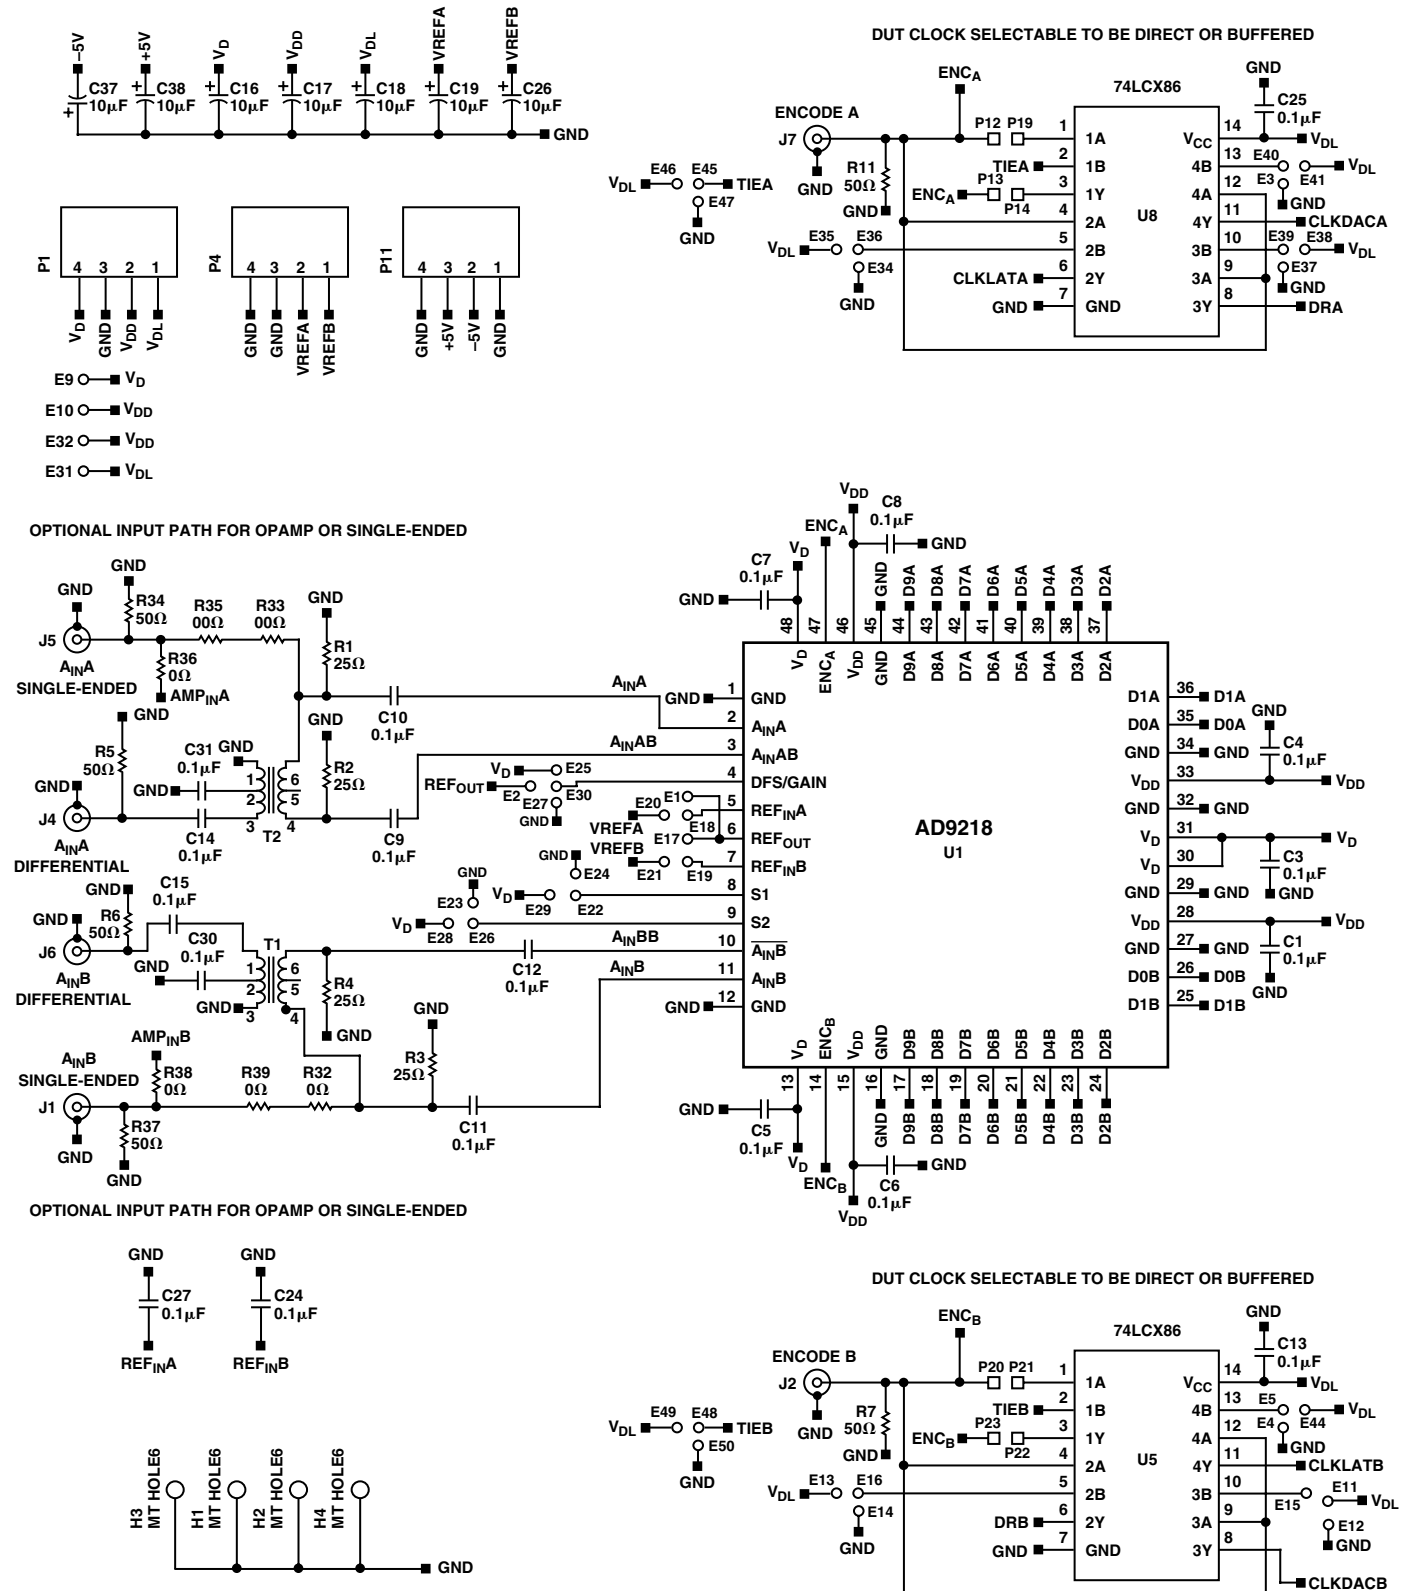 –5V
+5V
VD
VDD
VDL
VREFA
VREFB
C37
10µF
C38
10µF
C16
10µF
C17
10µF
C18
10µF
C19
10µF
C26
10µF
GND
P1
4 3 2 1
VD
GND
VDD
VDL
P4
4 3 2 1
GND
GND
VREFA
VREFB
P11
4 3 2 1
GND
+5V
–5V
GND
E9 VD
E10 VDD
E32 VDD
E31 VDL
DUT CLOCK SELECTABLE TO BE DIRECT OR BUFFERED
ENCA
ENCODE A
J7
GND
R11
50Ω
GND
P12 P19
TIEA
ENCA
P13
P14
VDL E46 E45 TIEA
E47
GND
VDL E35 E36
E34
GND
CLKLATA
GND
74LCX86
U8
1 1A
2 1B
3 1Y
4 2A
5 2B
6 2Y
7 GND
VCC 14
4B 13
4A 12
4Y 11
3B 10
3A 9
3Y 8
GND
C25
0.1µF
VDL
E40
E3 E41
VDL
GND
CLKDACA
E39 E38
VDL
E37
GND
DRA
OPTIONAL INPUT PATH FOR OPAMP OR SINGLE-ENDED
GND
J5
AINA
SINGLE-ENDED
GND
R34
50Ω
R35
00Ω
R33
00Ω
R36
0Ω
AMPINA
GND
R1
25Ω
GND
R5
50Ω
GND
J4
AINA
DIFFERENTIAL
C31
0.1µF
GND
GND
C14
0.1µF
1
2
3
6
5
4
T2
GND
R2
25Ω
C10
0.1µF
C9
0.1µF
AINA
AINAB
GND
J6
AINB
DIFFERENTIAL
GND
R6
50Ω
C15
0.1µF
C30
0.1µF
GND
GND
T1
1
2
3
6
5
4
R4
25Ω
GND
C12
0.1µF
AINBB
AINB
AINB
SINGLE-ENDED
J1
GND
AMPINB
R38
0Ω
R39
0Ω
R32
0Ω
R37
50Ω
GND
GND
R3
25Ω
C11
0.1µF
OPTIONAL INPUT PATH FOR OPAMP OR SINGLE-ENDED
VD E25
REFOUT E2 E30
E27
GND
E1
E20
VREFA
E18
E17
VREFB
E21 E19
GND
E24
VD
E29 E22
GND
E23
VD
E28 E26
AD9218
U1
GND 1 GND
2 AINA
3 AINAB
4 DFS/GAIN
5 REFINA
6 REFOUT
7 REFINB
8 S1
9 S2
10 AINB
11 AINB
GND 12 GND
VD
C7
0.1µF
GND
ENCA
VDD
C8
0.1µF
GND
GND
D9A
D8A
D7A
D6A
D5A
D4A
D3A
D2A
48 47 46 45 44 43 42 41 40 39 38 37
VD
ENCA
VDD
GND
D9A
D8A
D7A
D6A
D5A
D4A
D3A
D2A
D1A 36 D1A
D0A 35 D0A
GND 34 GND
VDD 33 VDD
GND 32 GND
VD 31 VD
VD 30
GND 29 GND
VDD 28 VDD
GND 27 GND
D0B 26 D0B
D1B 25 D1B
GND
C4
0.1µF
C3
0.1µF
GND
C1
0.1µF
GND
VD
ENCB
VDD
GND
D9B
D8B
D7B
D6B
D5B
D4B
D3B
D2B
13 14 15 16 17 18 19 20 21 22 23 24
GND
D9B
D8B
D7B
D6B
D5B
D4B
D3B
D2B
GND
C5
0.1µF
VD
ENCB
C6
0.1µF
GND
VDD
GND
C27
0.1µF
REFINA
GND
C24
0.1µF
REFINB
H3
MT HOLE6
H1
MT HOLE6
H2
MT HOLE6
H4
MT HOLE6
GND
DUT CLOCK SELECTABLE TO BE DIRECT OR BUFFERED
ENCB
ENCODE B
J2
GND
R7
50Ω
GND
P20 P21
TIEB
ENCB
P23
P22
VDL E49 E48 TIEB
E50
GND
VDL E13 E16
E14
GND
DRB
GND
74LCX86
U5
1 1A
2 1B
3 1Y
4 2A
5 2B
6 2Y
7 GND
VCC 14
4B 13
4A 12
4Y 11
3B 10
3A 9
3Y 8
GND
C13
0.1µF
VDL
E5
E4 E44
VDL
GND
CLKLATB
E15
E11
VDL
E12
GND
CLKDACB